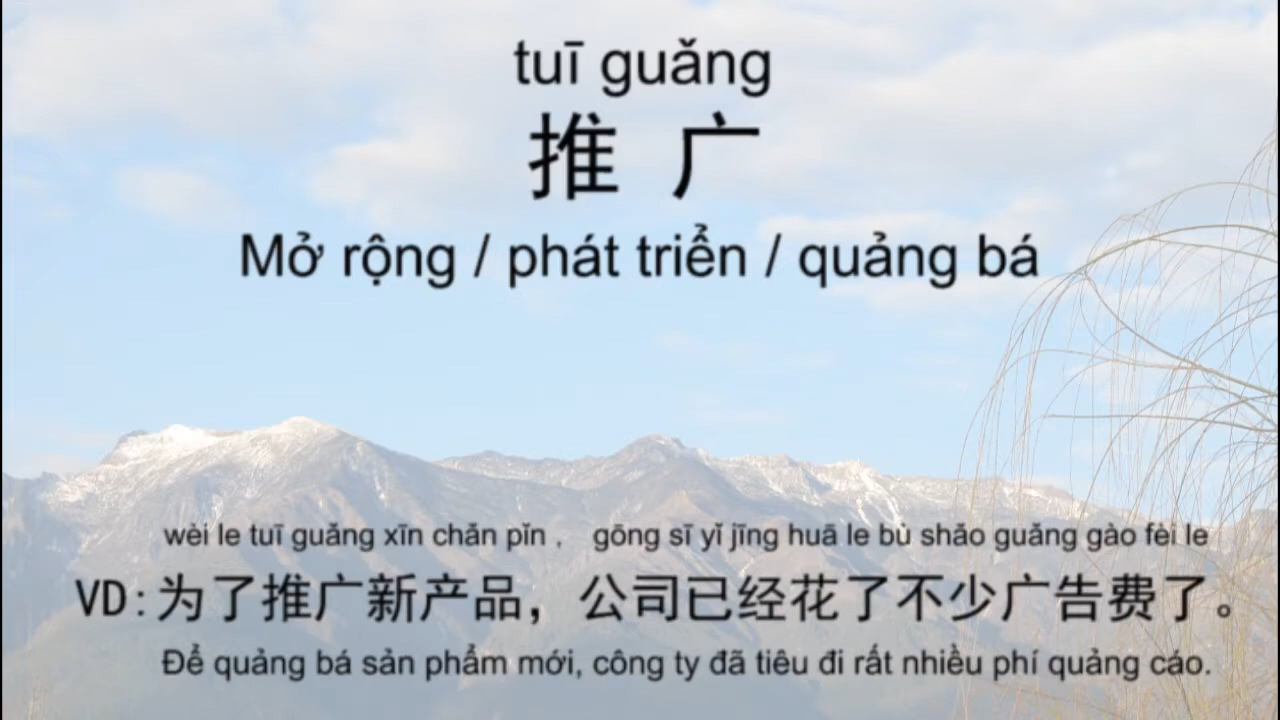 tuī guǎng
推广
Mở rộng / phát triển / quảng bá
wèi le tuī guǎng xīn chǎn pǐn , gōng sī yǐ jīng huā le bù shǎo guǎng gào fèi le
VD:为了推广新产品，公司已经花了不少广告费了。
Để quảng bá sản phẩm mới, công ty đã tiêu đi rất nhiều phí quảng cáo.